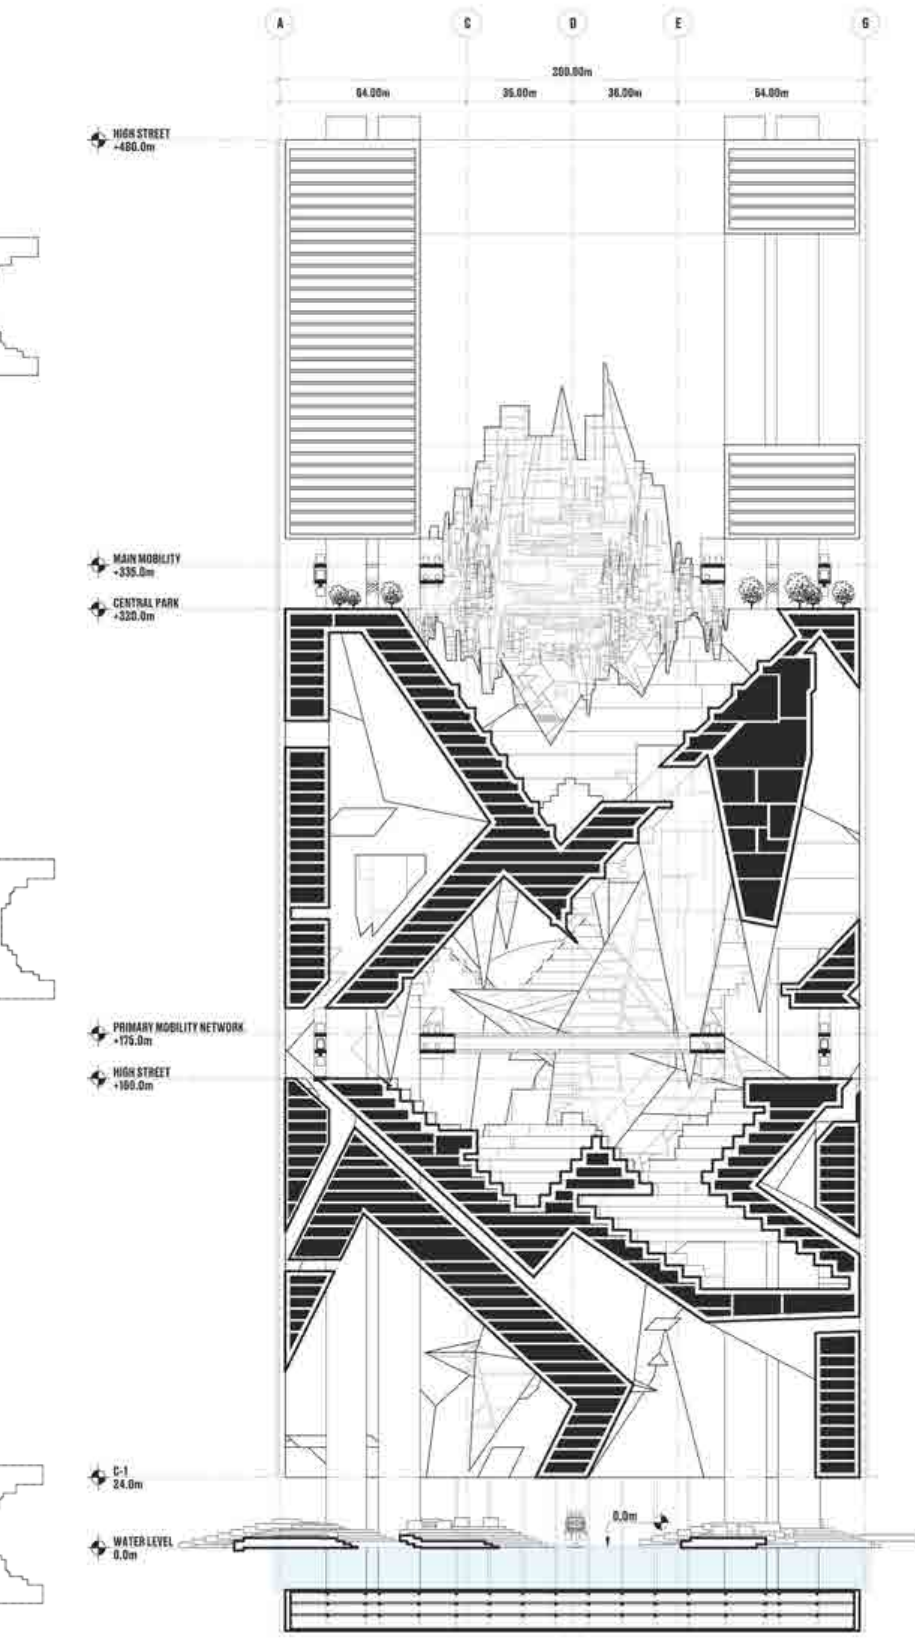 A C D E G
200.00m
64.00m 36.00m 36.00m 64.00m
HIGH STREET
+480.0m
MAIN MOBILITY
+335.0m
CENTRAL PARK
+320.0m
PRIMARY MOBILITY NETWORK
+175.0m
HIGH STREET
+160.0m
C-1
24.0m
0.0m
WATER LEVEL
0.0m